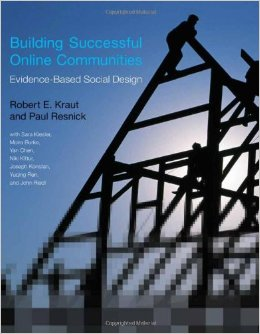 Building Successful
Online Communities
Evidence-Based Social Design
Robert E. Kraut
and Paul Resnick
with Sara Kiesler,
Moira Burke,
Yan Chen,
Niki Kittur,
Joseph Konstan,
Yuqing Ren,
and John Riedl